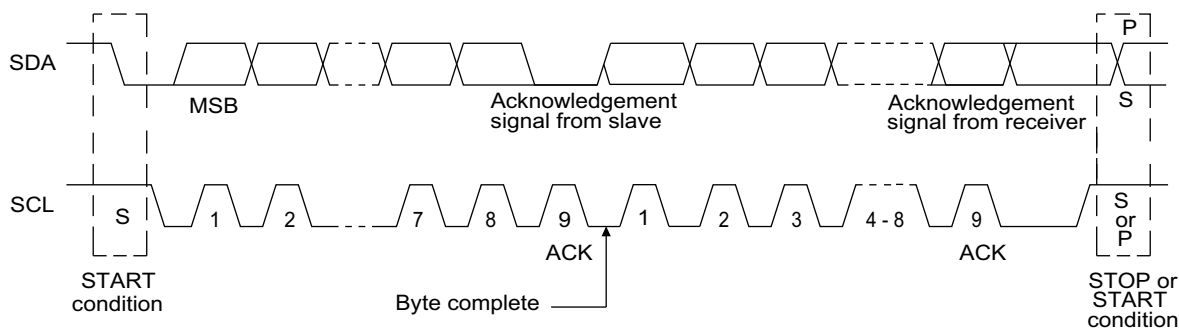 P
SDA
MSB
Acknowledgement
signal from slave
Acknowledgement
signal from receiver
S
SCL
S
1
2
7
8
9
1
2
3
4 - 8
9
S
or
P
ACK
ACK
START
condition
Byte complete
STOP or
START
condition